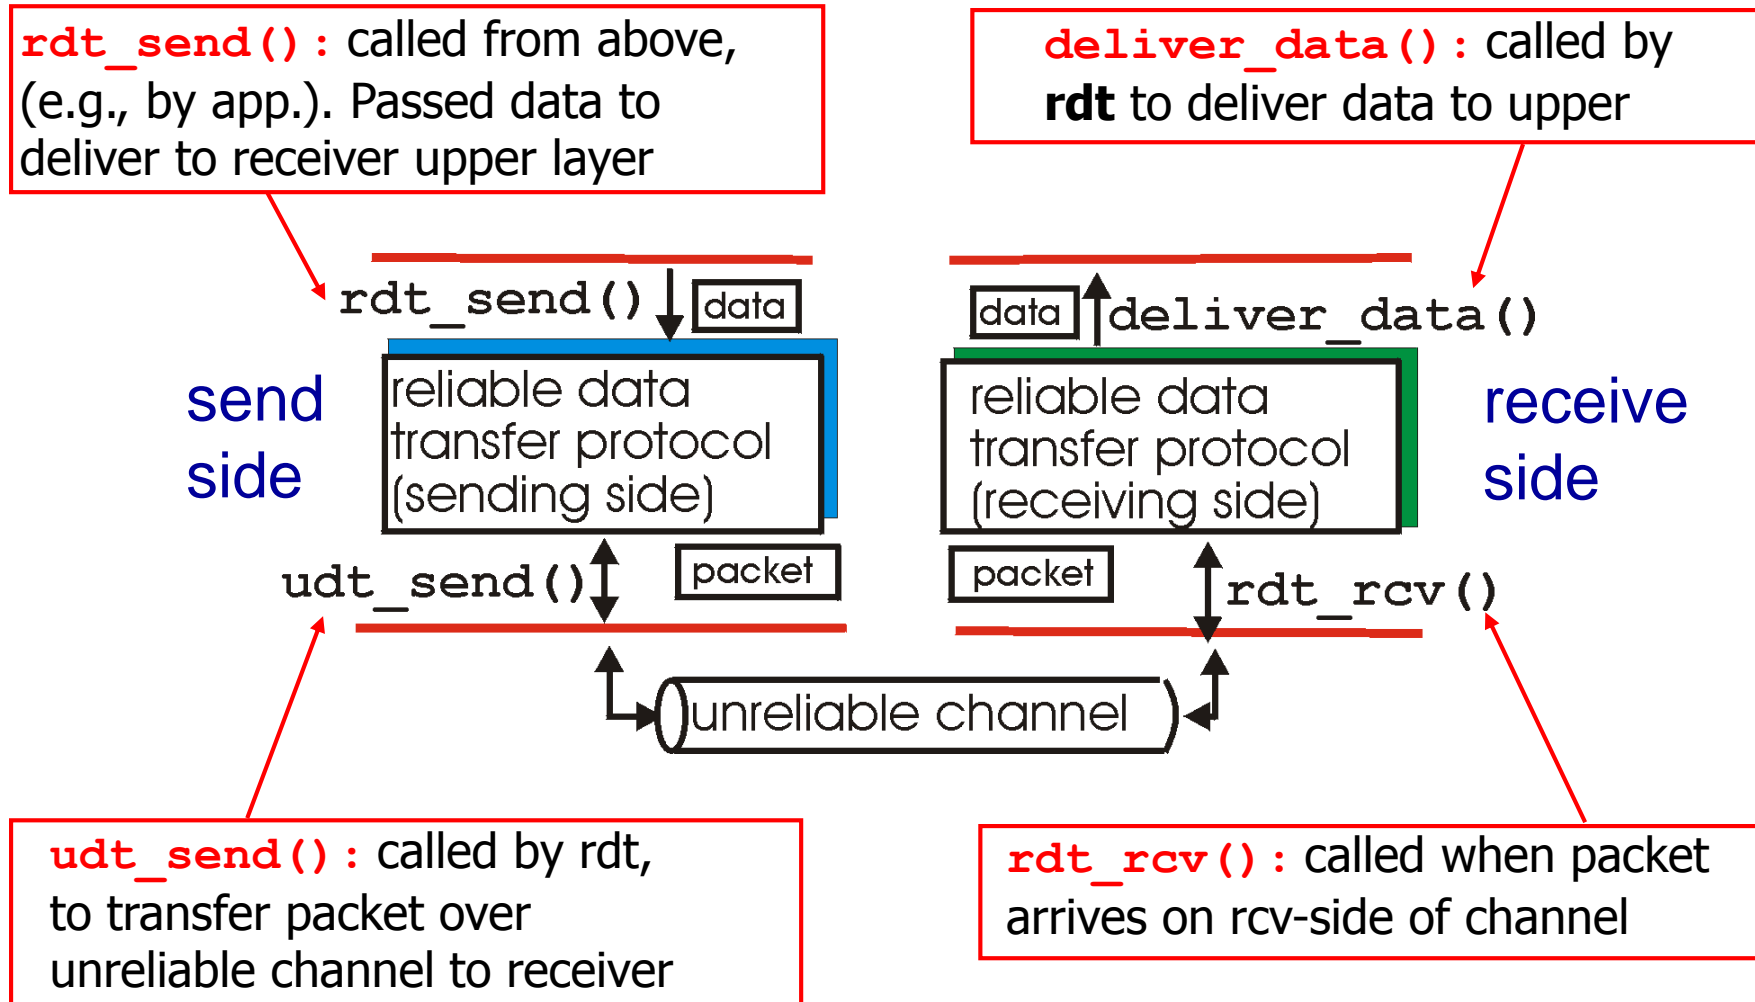 rdt_send(): called from above,
(e.g., by app.). Passed data to
deliver to receiver upper layer
deliver_data(): called by
rdt to deliver data to upper
rdt_send()
data
data
deliver_data()
send
side
reliable data
transfer protocol
(sending side)
reliable data
transfer protocol
(receiving side)
receive
side
udt_send()
packet
packet
rdt_rcv()
unreliable channel
udt_send(): called by rdt,
to transfer packet over
unreliable channel to receiver
rdt_rcv(): called when packet
arrives on rcv-side of channel